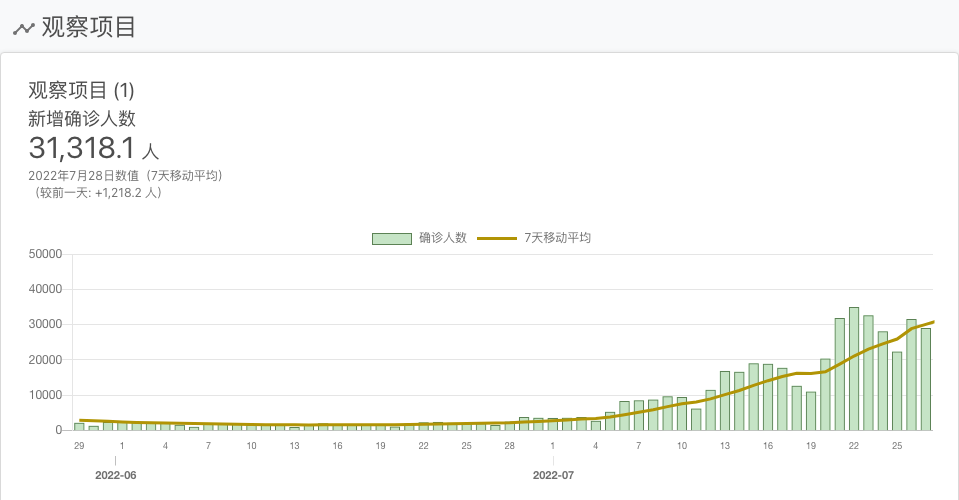 观察项目
观察项目 (1)
新增确诊人数
31,318.1 人
2022年7月28日数值（7天移动平均）
（较前一天: +1,218.2 人）
确诊人数 7天移动平均
50000
40000
30000
20000
10000
0
29 1 4 7 10 13 16 19 22 25 28 1 4 7 10 13 16 19 22 25
2022-06 2022-07